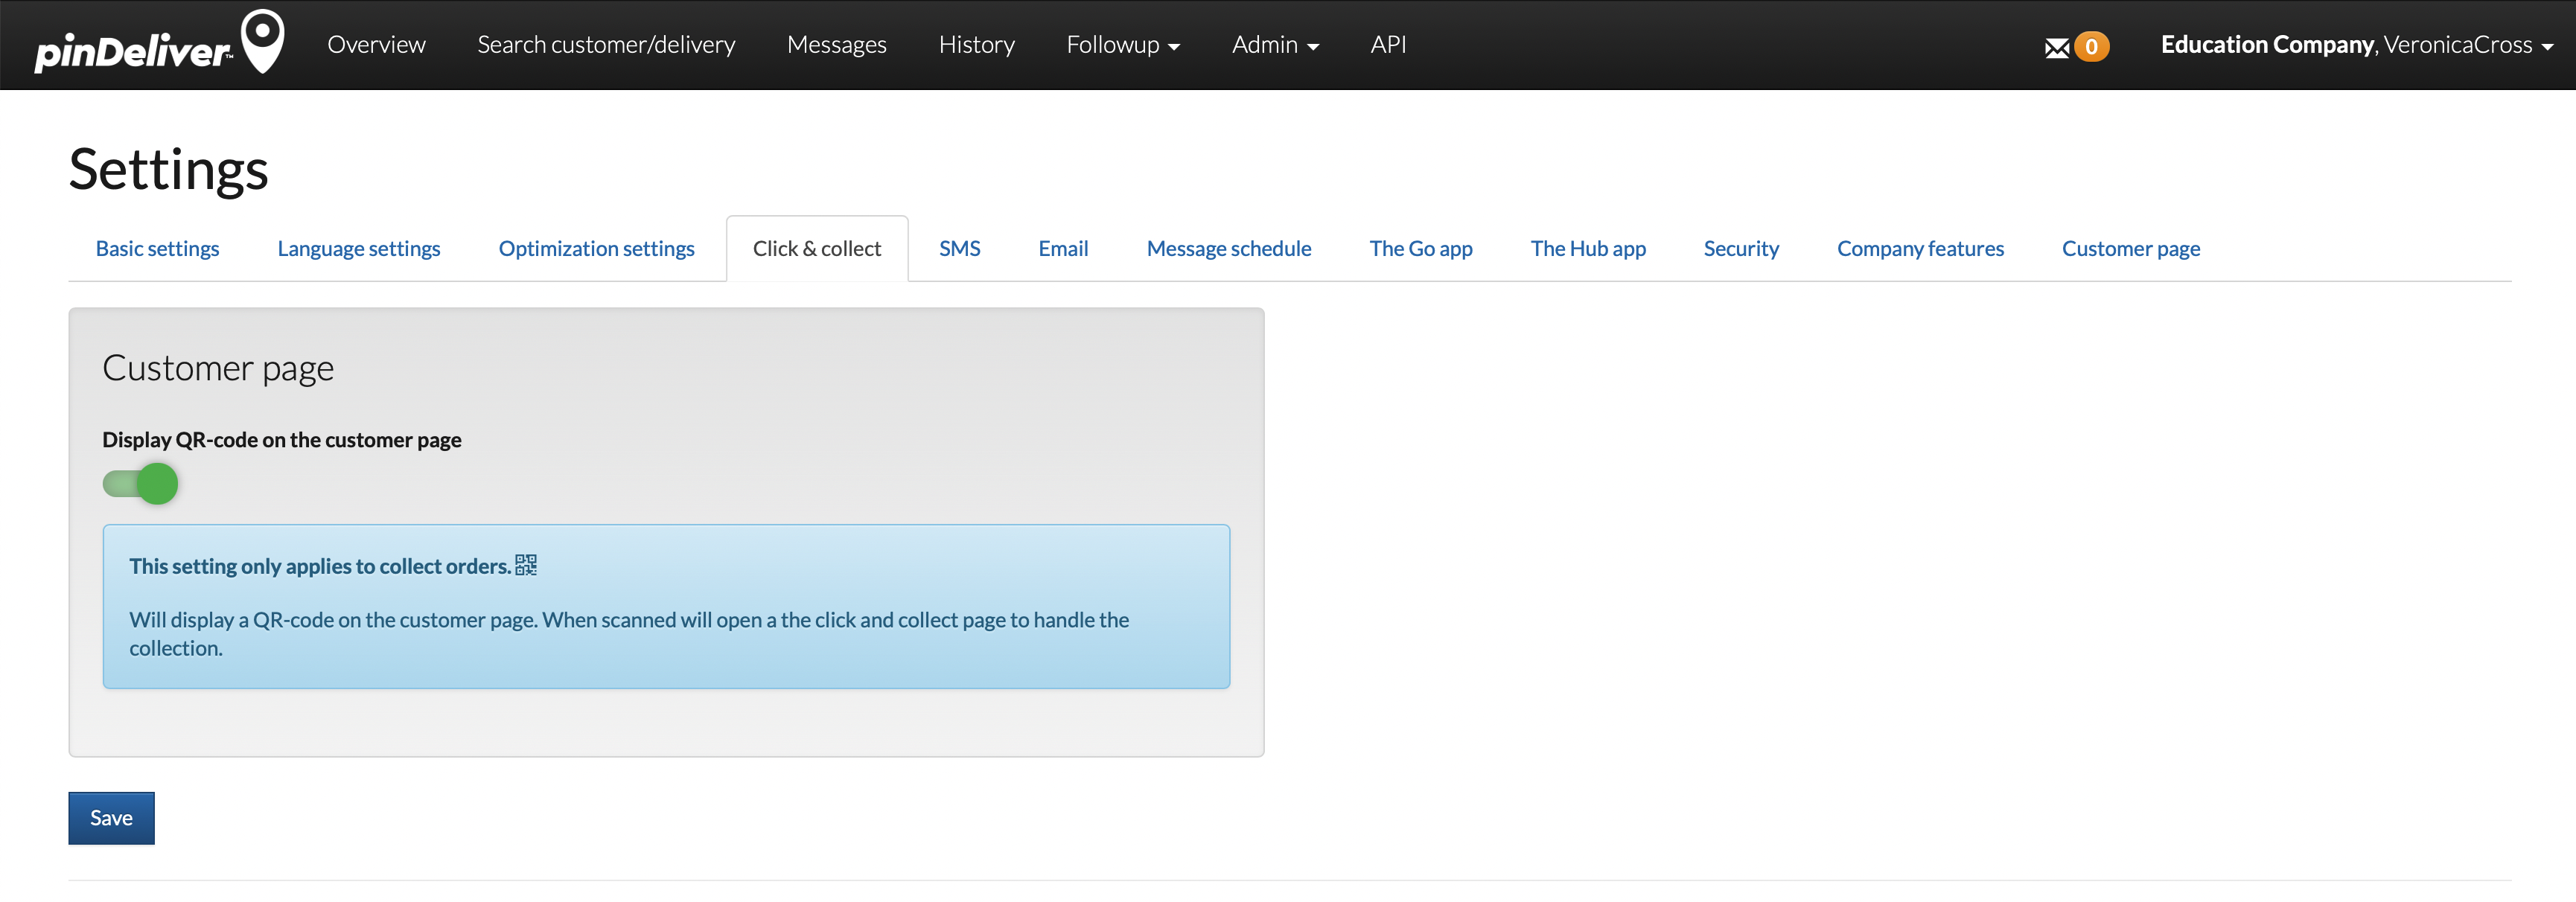 pinDeliver™ Overview Search customer/delivery Messages History Followup Admin API 0 Education Company, VeronicaCross
Settings
Basic settings Language settings Optimization settings Click & collect SMS Email Message schedule The Go app The Hub app Security Company features Customer page
Customer page
Display QR-code on the customer page
This setting only applies to collect orders.
Will display a QR-code on the customer page. When scanned will open a the click and collect page to handle the
collection.
Save